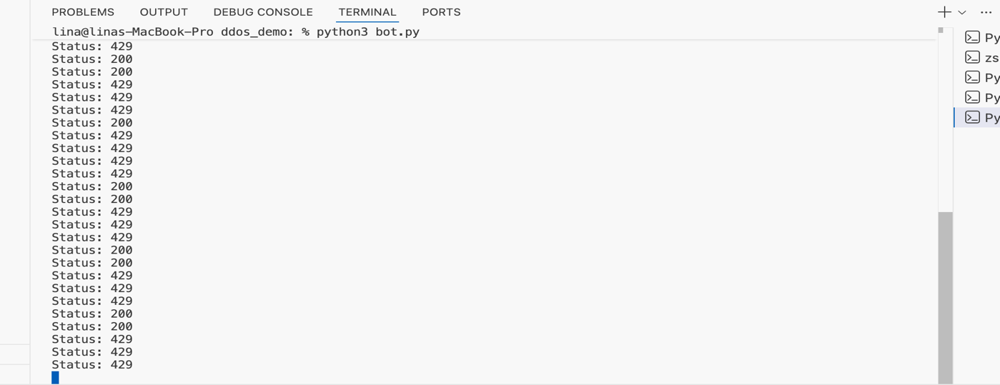 PROBLEMS OUTPUT DEBUG CONSOLE TERMINAL PORTS
lina@linas-MacBook-Pro ddos_demo: % python3 bot.py
Status: 429
Status: 200
Status: 200
Status: 429
Status: 429
Status: 429
Status: 200
Status: 429
Status: 429
Status: 429
Status: 429
Status: 200
Status: 200
Status: 429
Status: 429
Status: 429
Status: 200
Status: 200
Status: 429
Status: 429
Status: 429
Status: 200
Status: 200
Status: 429
Status: 429
Status: 429
Py
zs
Py
Py
Py